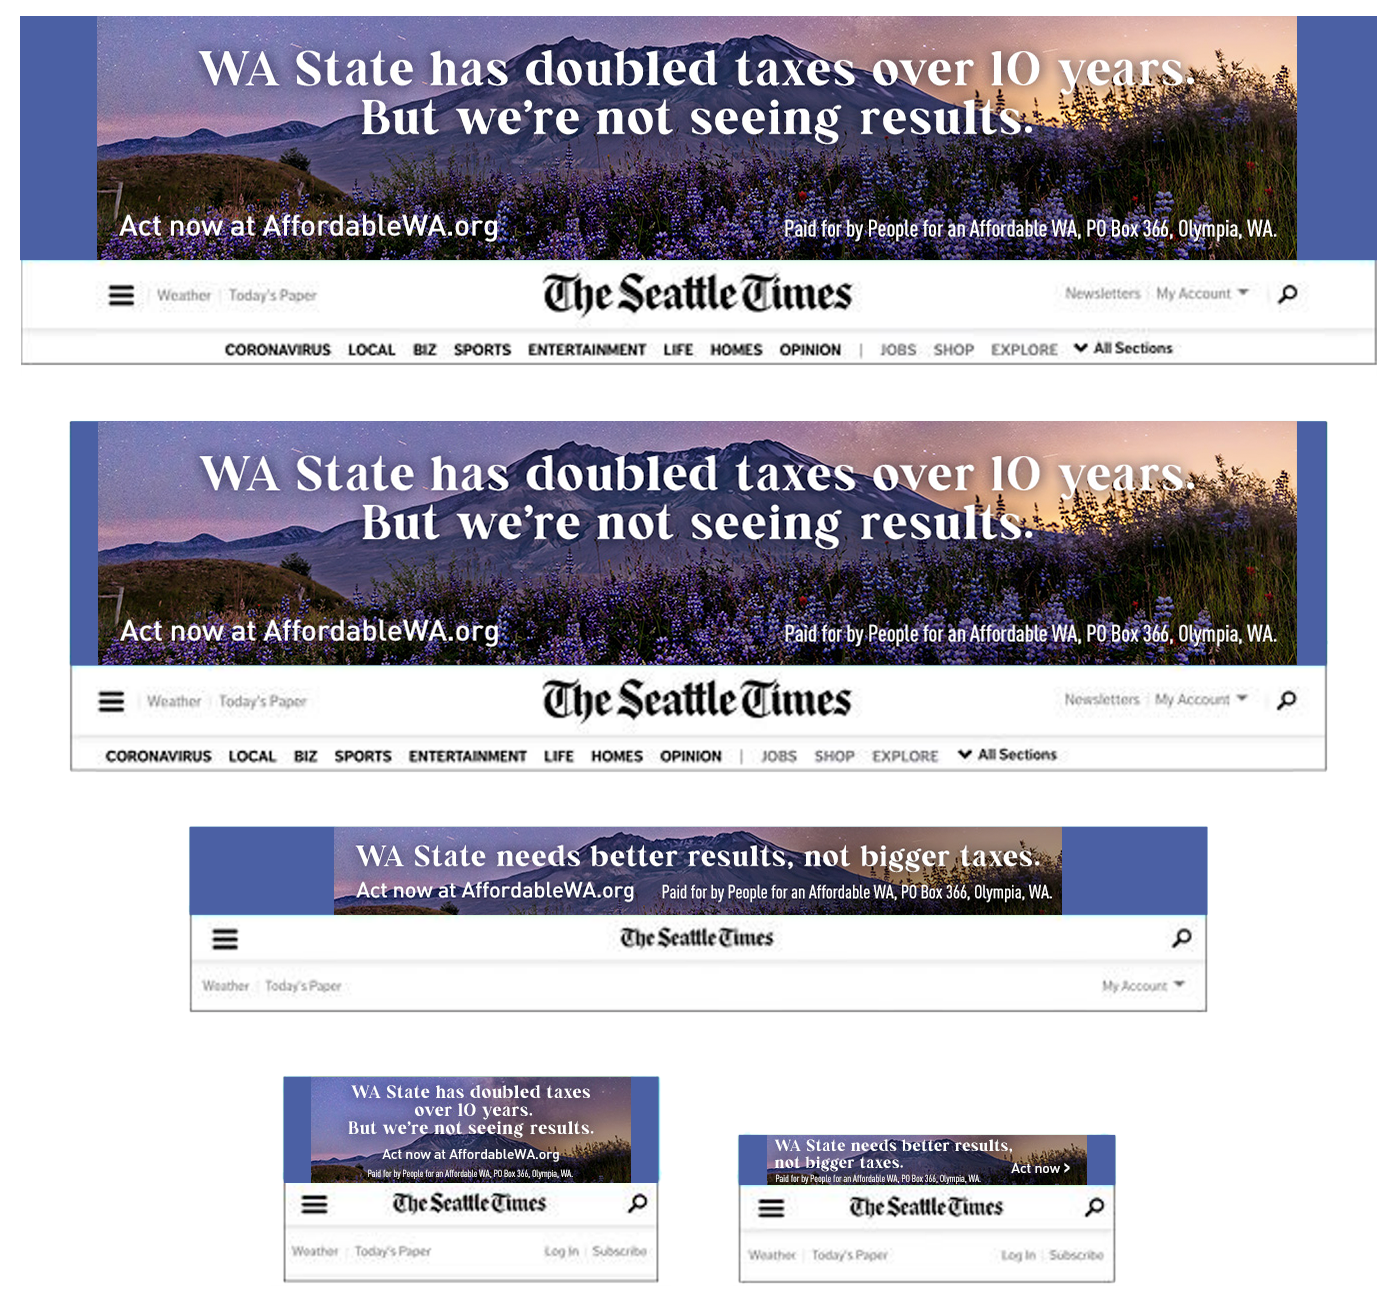 WA State has doubled taxes over 10 years.
But we're not seeing results.
Act now at AffordableWA.org
Paid for by People for an Affordable WA, PO Box 366, Olympia, WA.
Weather | Today's Paper
The Seattle Times
Newsletters | My Account
CORONAVIRUS LOCAL BIZ SPORTS ENTERTAINMENT LIFE HOMES OPINION | JOBS SHOP EXPLORE All Sections
WA State has doubled taxes over 10 years.
But we're not seeing results.
Act now at AffordableWA.org
Paid for by People for an Affordable WA, PO Box 366, Olympia, WA.
Weather | Today's Paper
The Seattle Times
Newsletters | My Account
CORONAVIRUS LOCAL BIZ SPORTS ENTERTAINMENT LIFE HOMES OPINION | JOBS SHOP EXPLORE All Sections
WA State needs better results, not bigger taxes.
Act now at AffordableWA.org
Paid for by People for an Affordable WA, PO Box 366, Olympia, WA.
The Seattle Times
Weather | Today's Paper
My Account
WA State has doubled taxes
over 10 years.
But we're not seeing results.
Act now at AffordableWA.org
Paid for by People for an Affordable WA, PO Box 366, Olympia, WA.
The Seattle Times
Weather | Today's Paper
Log In | Subscribe
WA State needs better results,
not bigger taxes.
Act now >
Paid for by People for an Affordable WA, PO Box 366, Olympia, WA.
The Seattle Times
Weather | Today's Paper
Log In | Subscribe